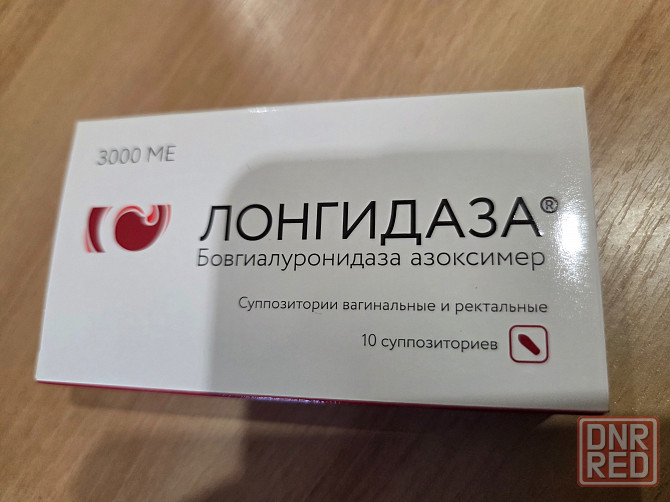 3000 МЕ
ЛОНГИДАЗА®
Бовгиалуронидаза азоксимер
Суппозитории вагинальные и ректальные
10 суппозиториев
DNR
RED